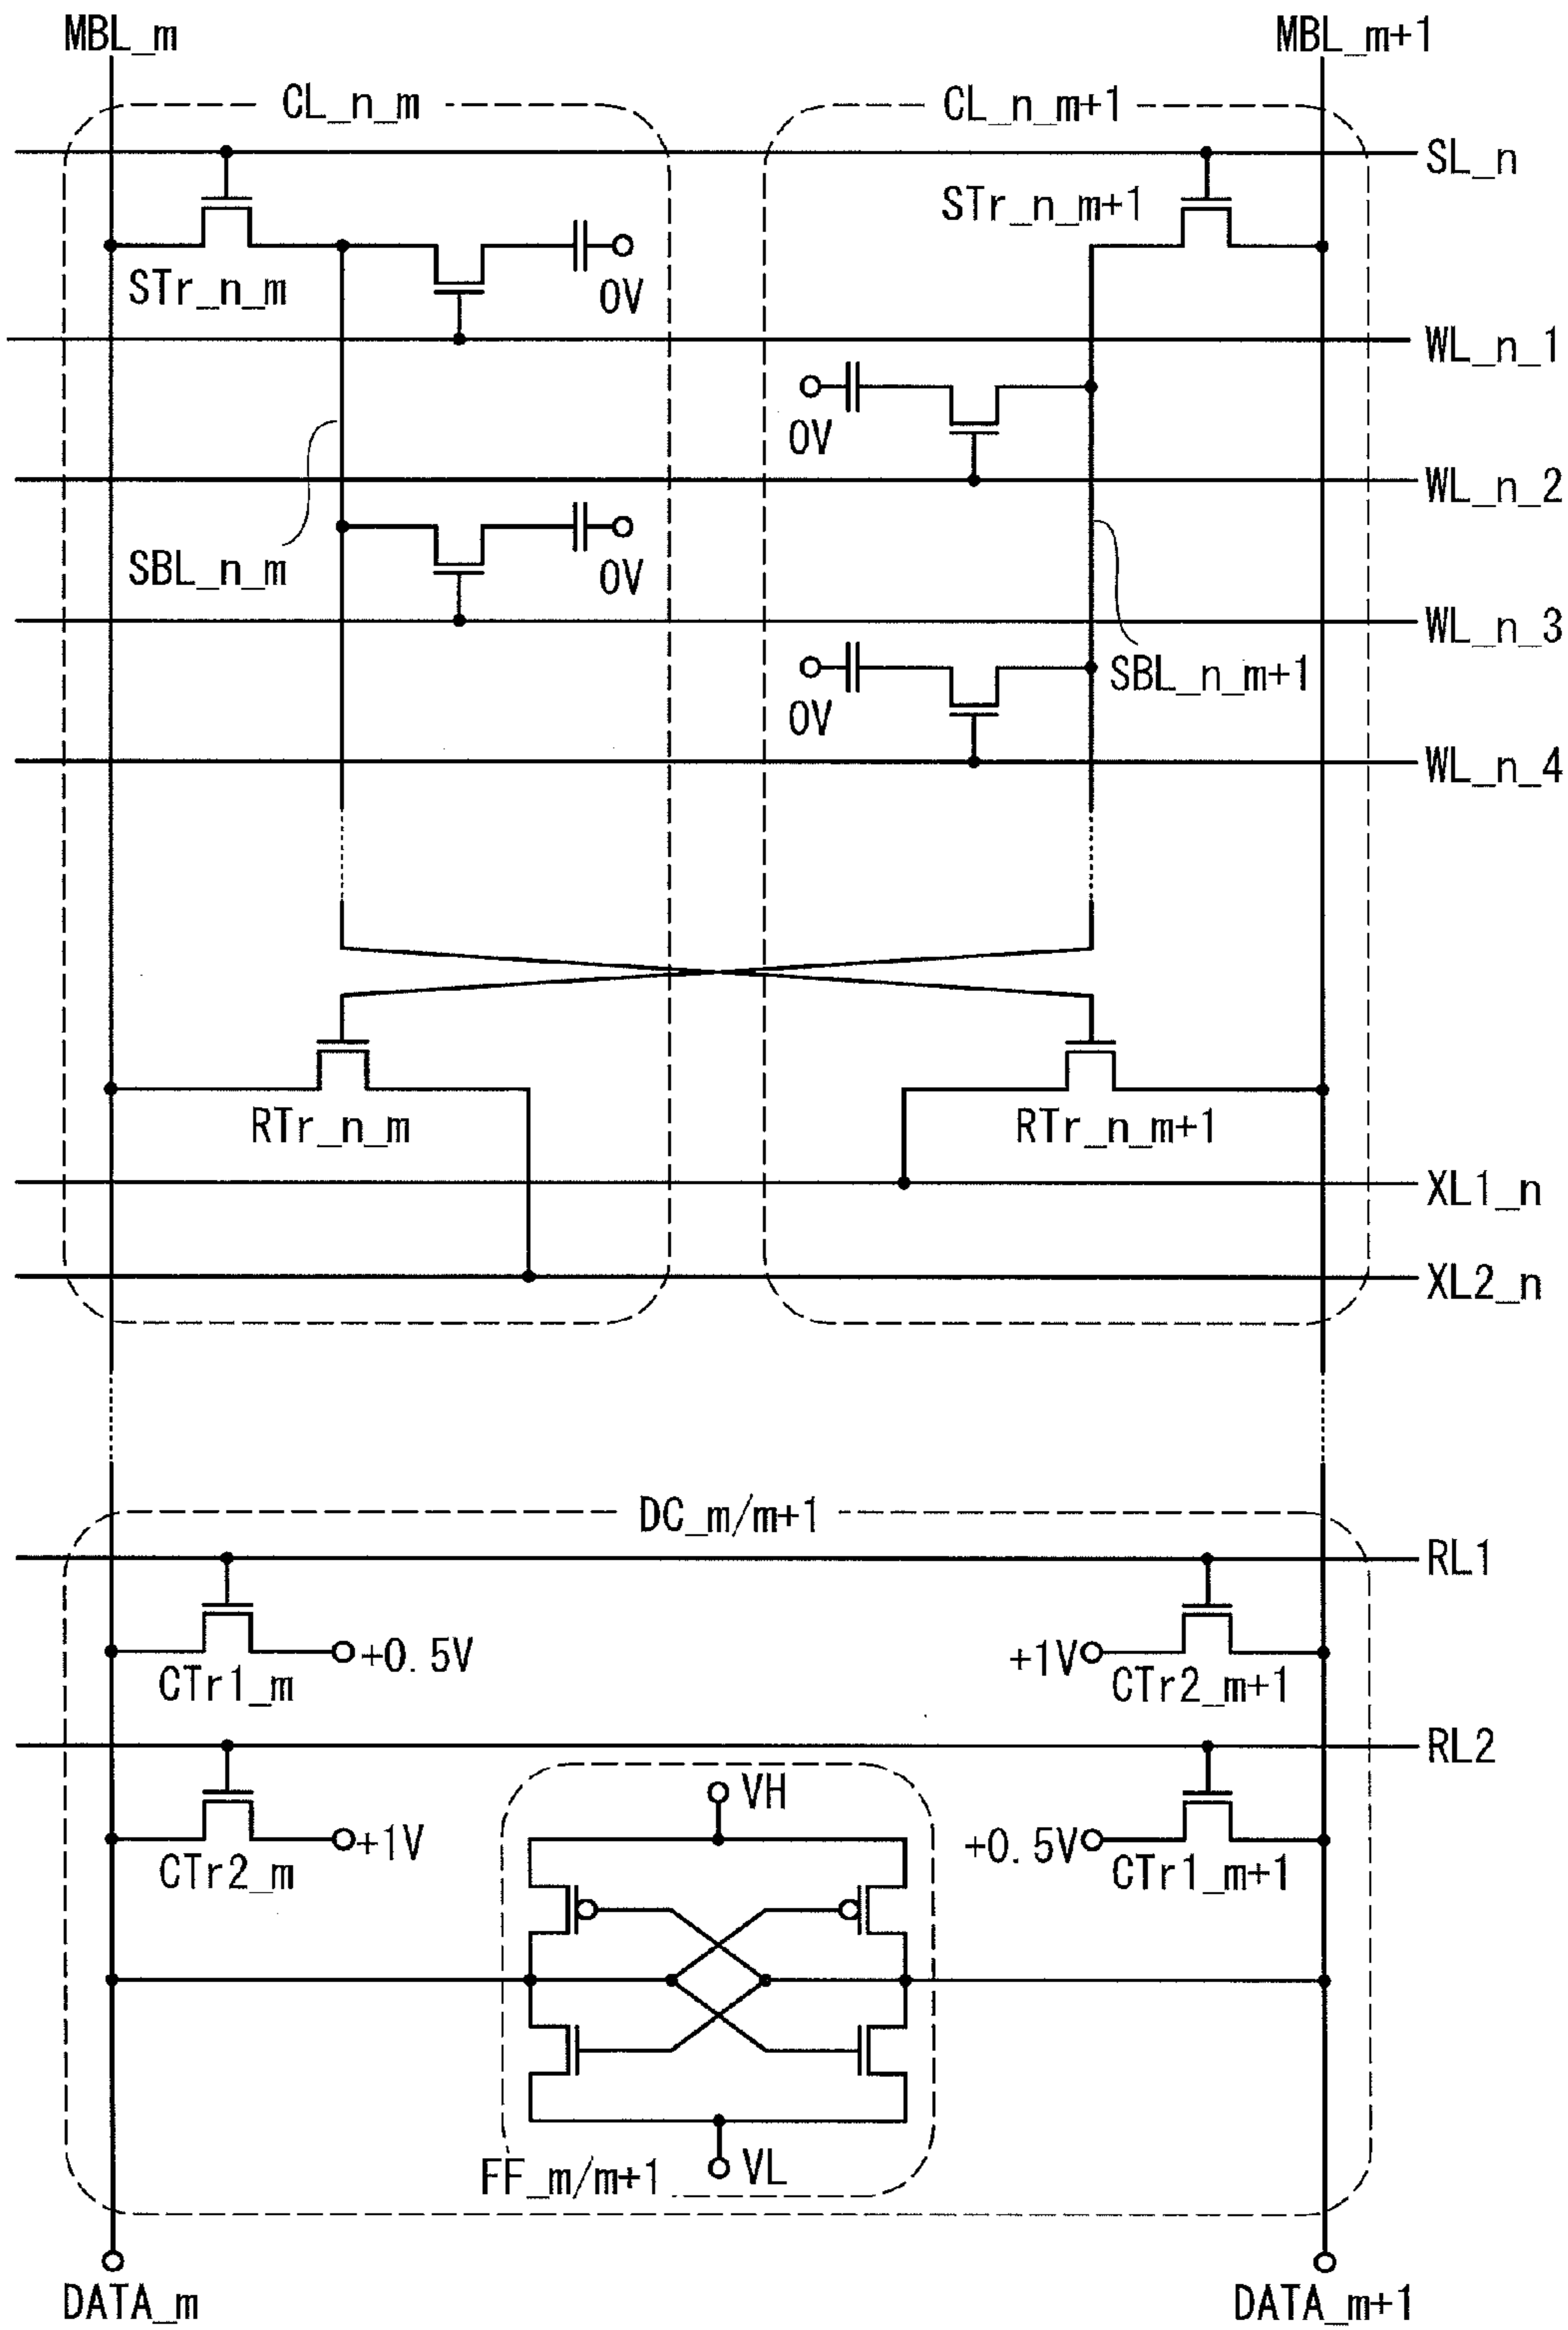 MBL_m
MBL_m+1
CL_n_m
CL_n_m+1
SL_n
STr_n_m+1
STr_n_m
0V
WL_n_1
0V
WL_n_2
SBL_n_m
0V
WL_n_3
SBL_n_m+1
0V
WL_n_4
RTr_n_m
RTr_n_m+1
XL1_n
XL2_n
DC_m/m+1
RL1
+0.5V
+1V
CTr1_m
CTr2_m+1
RL2
VH
+1V
+0.5V
CTr2_m
CTr1_m+1
FF_m/m+1
VL
DATA_m
DATA_m+1